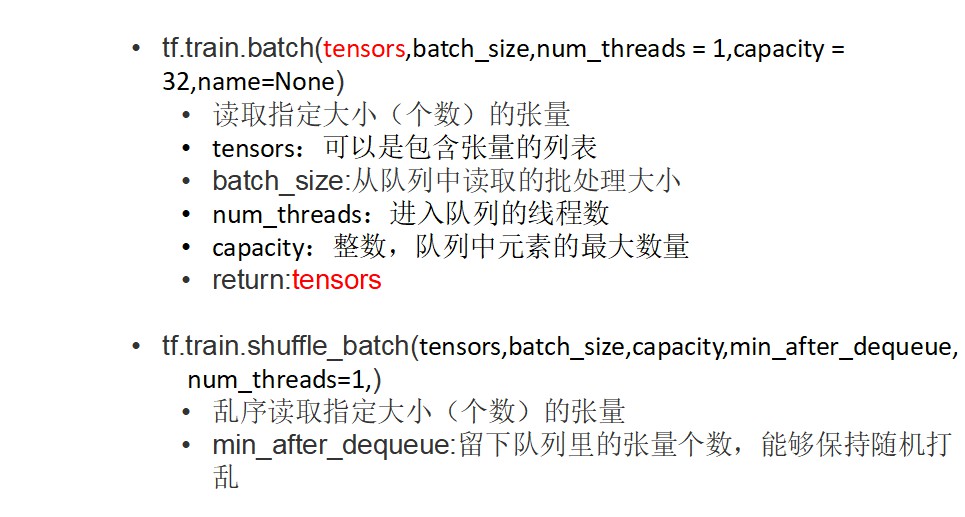 • tf.train.batch(tensors,batch_size,num_threads = 1,capacity =
32,name=None)
• 读取指定大小（个数）的张量
• tensors：可以是包含张量的列表
• batch_size:从队列中读取的批处理大小
• num_threads：进入队列的线程数
• capacity：整数，队列中元素的最大数量
• return:tensors
• tf.train.shuffle_batch(tensors,batch_size,capacity,min_after_dequeue,
num_threads=1,)
• 乱序读取指定大小（个数）的张量
• min_after_dequeue:留下队列里的张量个数，能够保持随机打
乱